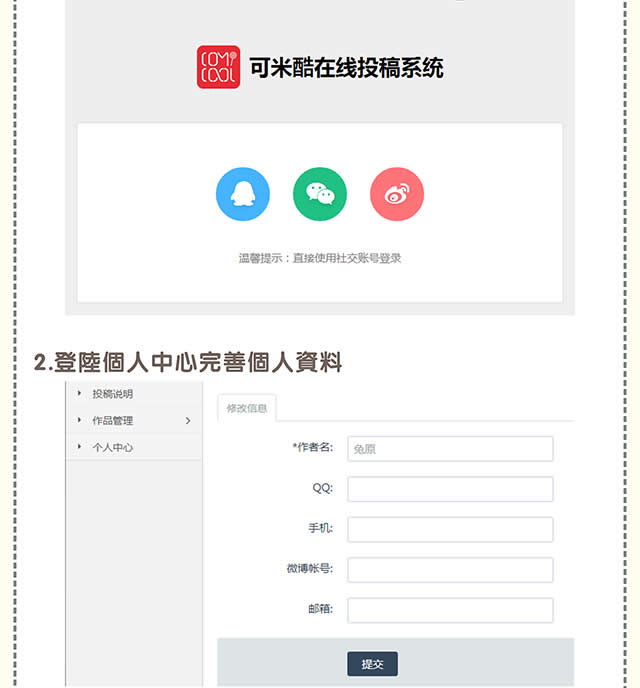 COMI
COOL
可米酷在线投稿系统
温馨提示：直接使用社交账号登录
2.登陸個人中心完善個人資料
投稿说明
作品管理
个人中心
修改信息
*作者名: 免原
QQ:
手机:
微博帐号:
邮箱:
提交